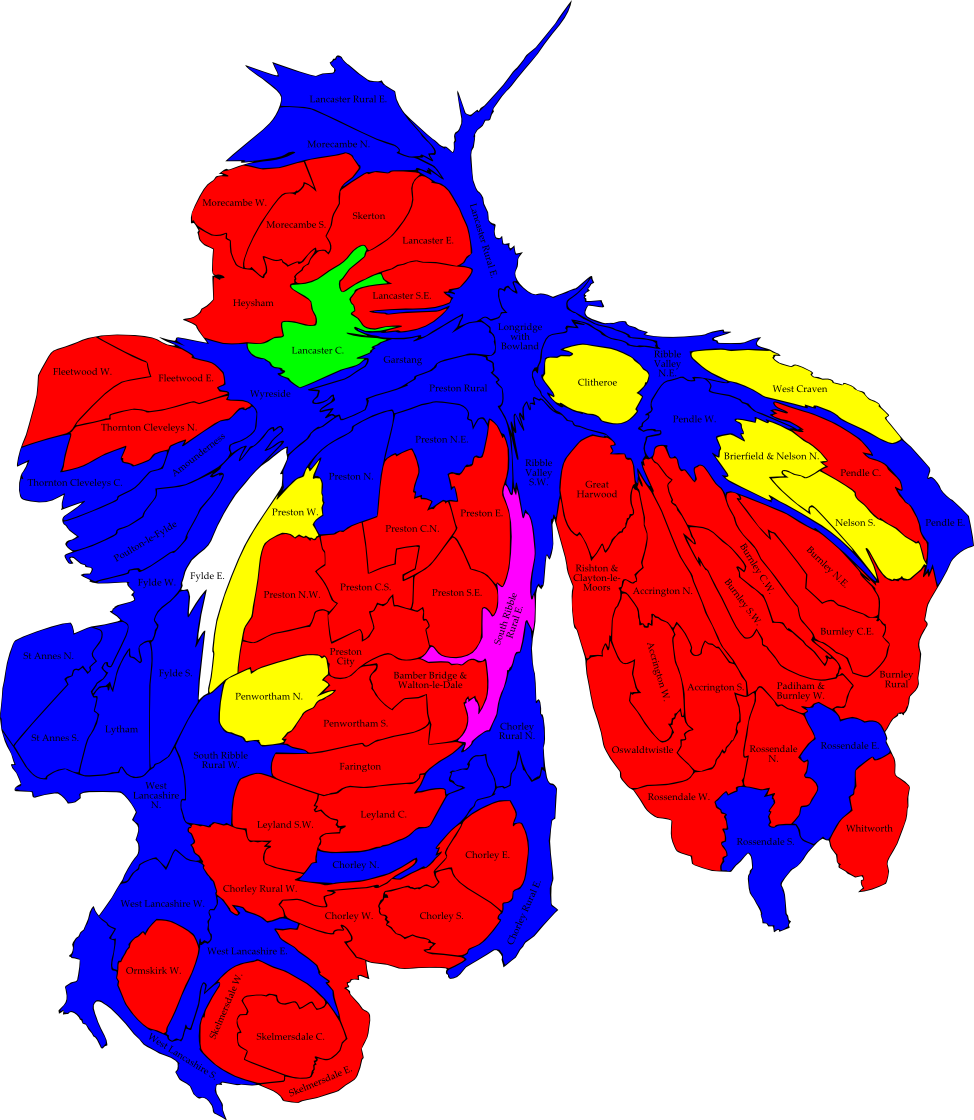 Lancaster Rural E.
Morecambe N.
Morecambe W.
Morecambe S.
Skerton
Lancaster E.
Heysham
Lancaster S.E.
Lancaster C.
Longridge
with
Bowland
Garstang
Preston Rural
Wyreside
Fleetwood W.
Fleetwood E.
Thornton Cleveleys N.
Thornton Cleveleys C.
Amounderness
Poulton-le-Fylde
Fylde W.
Fylde E.
Clitheroe
Ribble
Valley
N.E.
West Craven
Pendle W.
Brierfield & Nelson N.
Pendle C.
Nelson S.
Pendle E.
Preston N.
Preston N.E.
Ribble
Valley
S.W.
Preston W.
Preston C.N.
Preston E.
Preston N.W.
Preston C.S.
Preston S.E.
South Ribble
Rural E.
Preston
City
Bamber Bridge &
Walton-le-Dale
Penwortham N.
Penwortham S.
Great
Harwood
Rishton &
Clayton-le-
Moors
Accrington N.
Burnley C.W.
Burnley N.E.
Burnley S.W.
Burnley C.E.
Accrington W.
Accrington S.
Padiham &
Burnley W.
Burnley
Rural
Oswaldtwistle
Rossendale
N.
Rossendale E.
Rossendale W.
Rossendale S.
Whitworth
St Annes N.
St Annes S.
Lytham
Fylde S.
South Ribble
Rural W.
Chorley
Rural N.
Farington
West
Lancashire
N.
Leyland S.W.
Leyland C.
Chorley N.
Chorley E.
Chorley Rural W.
Chorley W.
Chorley S.
Chorley Rural E.
West Lancashire W.
West Lancashire E.
Ormskirk W.
Skelmersdale W.
Skelmersdale C.
West Lancashire S.
Skelmersdale E.